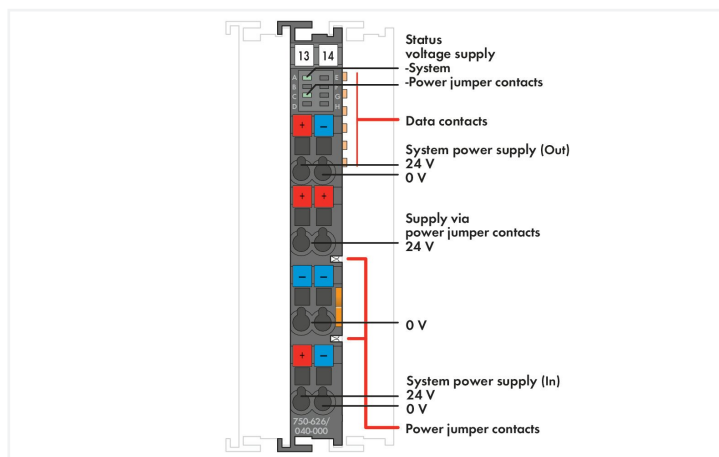 Status
voltage supply
-System
-Power jumper contacts
13 14
A E
B F
C G
D H
Data contacts
+ −
System power supply (Out)
24 V
0 V
+ +
Supply via
power jumper contacts
24 V
− −
0 V
+ −
System power supply (In)
24 V
0 V
750-626/
040-000
Power jumper contacts